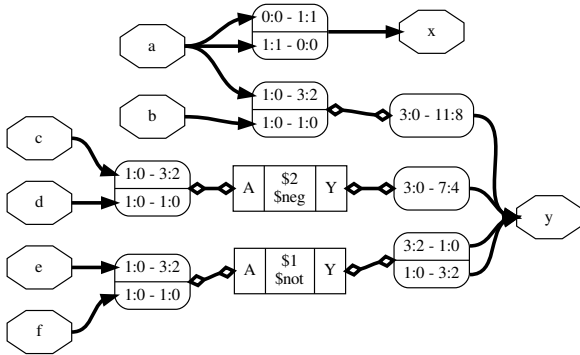 0:0 - 1:1
a
x
1:1 - 0:0
1:0 - 3:2
b
3:0 - 11:8
1:0 - 1:0
c
1:0 - 3:2
A
$2
$neg
Y
3:0 - 7:4
d
1:0 - 1:0
y
e
1:0 - 3:2
A
$1
$not
Y
3:2 - 1:0
1:0 - 3:2
1:0 - 1:0
f